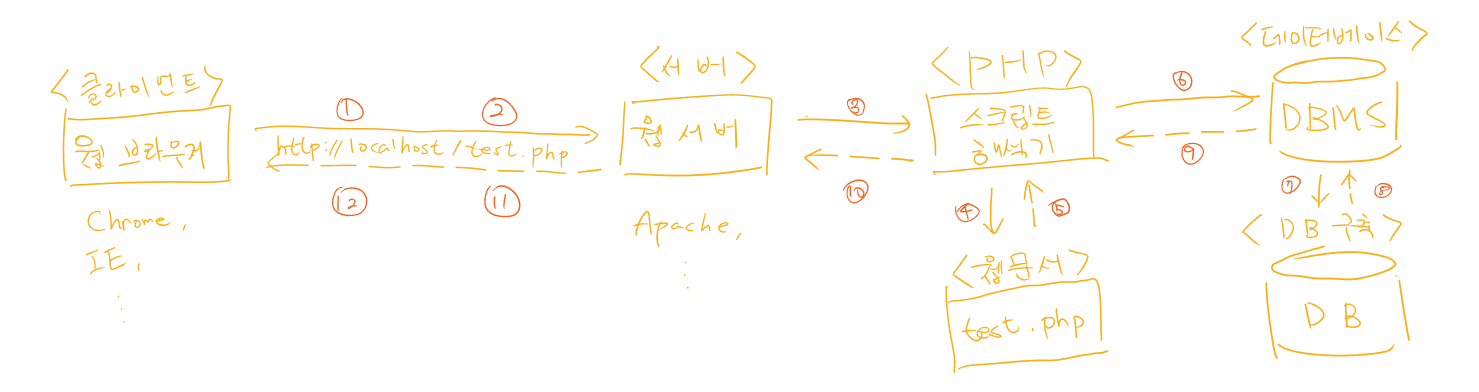 <클라이언트>
웹 브라우저
Chrome,
IE,
① ②
http://localhost/test.php
⑫ ⑪
<서버>
웹 서버
Apache,
③
⑩
<PHP>
스크립트
해석기
④ ⑤
<웹문서>
test.php
⑥
⑨
<데이터베이스>
DBMS
⑦ ⑧
<DB 구축>
DB